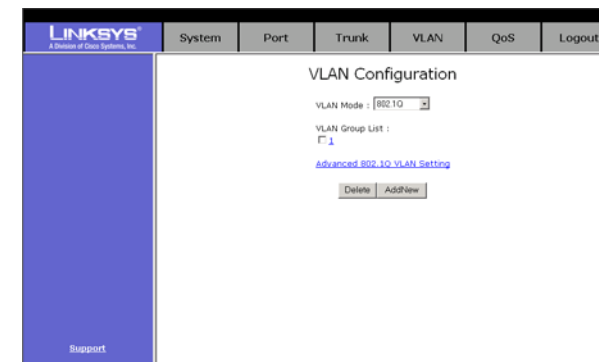 LINKSYS®
A Division of Cisco Systems, Inc.
System Port Trunk VLAN QoS Logout
VLAN Configuration
VLAN Mode : 802.1Q
VLAN Group List :
1
Advanced 802.1Q VLAN Setting
Delete AddNew
Support